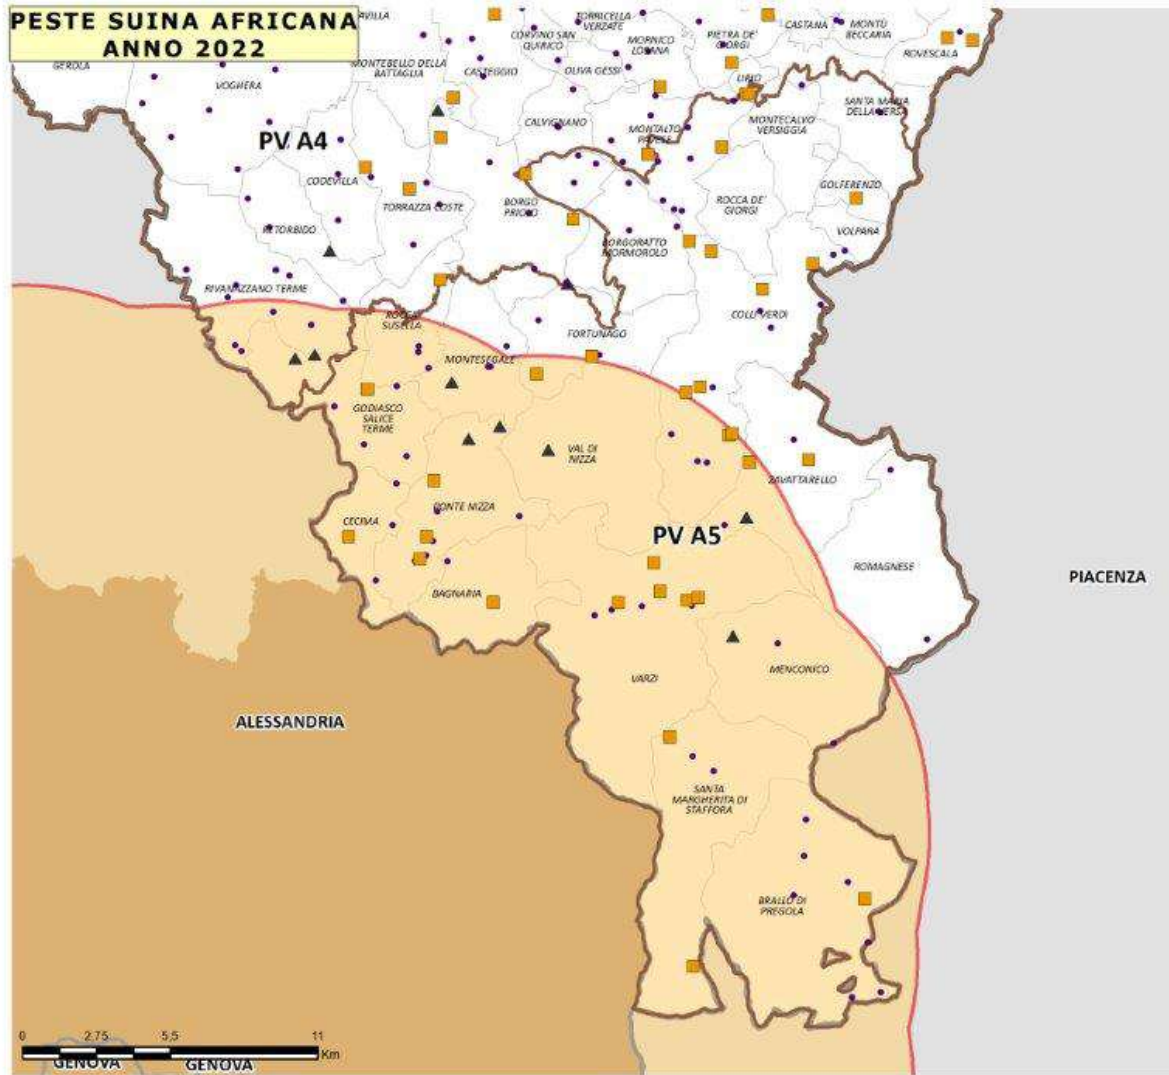 PESTE SUINA AFRICANA
ANNO 2022
TORRICELLA
VERZATE
CORVINO SAN
QUIRICO
PIETRA DE'
GIORGI
CASTANA
MONTÙ
BECCARIA
ROVESCALA
MORNICO
LOSANA
GEROLA
VOGHERA
MONTEBELLO DELLA
BATTAGLIA
CASTEGGIO
OLIVA GESSI
LIRIO
SANTA MARIA
DELLA VERSA
CALVIGNANO
MONTALTO
PAVESE
MONTECALVO
VERSIGGIA
PV A4
CODEVILLA
TORRAZZA COSTE
BORGO
PRIOLO
ROCCA DE'
GIORGI
GOLFERENZO
RETORBIDO
BORGORATTO
MORMOROLO
VOLPARA
RIVANAZZANO TERME
ROCCA
SUSELLA
COLLI VERDI
FORTUNAGO
MONTESEGALE
GODIASCO
SALICE
TERME
VAL DI
NIZZA
ZAVATTARELLO
PONTE NIZZA
CECIMA
PV A5
ROMAGNESE
PIACENZA
BAGNARIA
VARZI
MENCONICO
ALESSANDRIA
SANTA
MARGHERITA DI
STAFFORA
BRALLO DI
PREGOLA
0 2.75 5.5 11
Km
GENOVA GENOVA